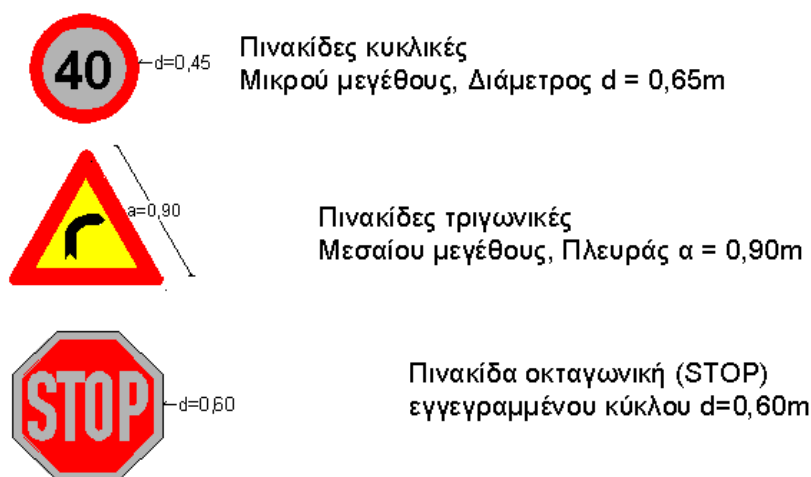 40
d=0,45
Πινακίδες κυκλικές
Μικρού μεγέθους, Διάμετρος d = 0,65m
a=0,90
Πινακίδες τριγωνικές
Μεσαίου μεγέθους, Πλευράς α = 0,90m
STOP
d=0,60
Πινακίδα οκταγωνική (STOP)
εγγεγραμμένου κύκλου d=0,60m